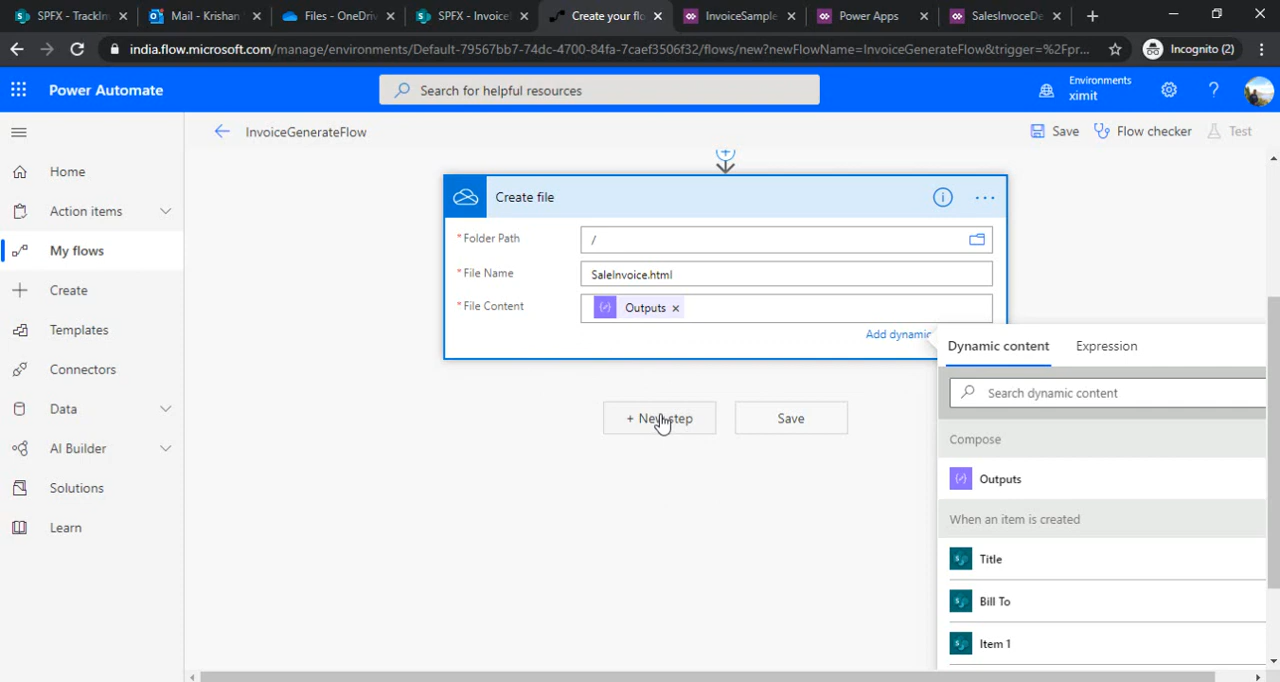 SPFX - TrackIn
Mail - Krishan
Files - OneDriv
SPFX - Invoice
Create your flo
InvoiceSample
Power Apps
SalesInvoceDe
india.flow.microsoft.com/manage/environments/Default-79567bb7-74dc-4700-84fa-7caef3506f32/flows/new?newFlowName=InvoiceGenerateFlow&trigger=%2Fpr...
Incognito (2)
Power Automate
Search for helpful resources
Environments
ximit
?
InvoiceGenerateFlow
Save
Flow checker
Test
Home
Action items
My flows
Create
Templates
Connectors
Data
AI Builder
Solutions
Learn
Create file
* Folder Path
/
* File Name
SaleInvoice.html
* File Content
Outputs
Add dynamic
+ New step
Save
Dynamic content
Expression
Search dynamic content
Compose
Outputs
When an item is created
Title
Bill To
Item 1